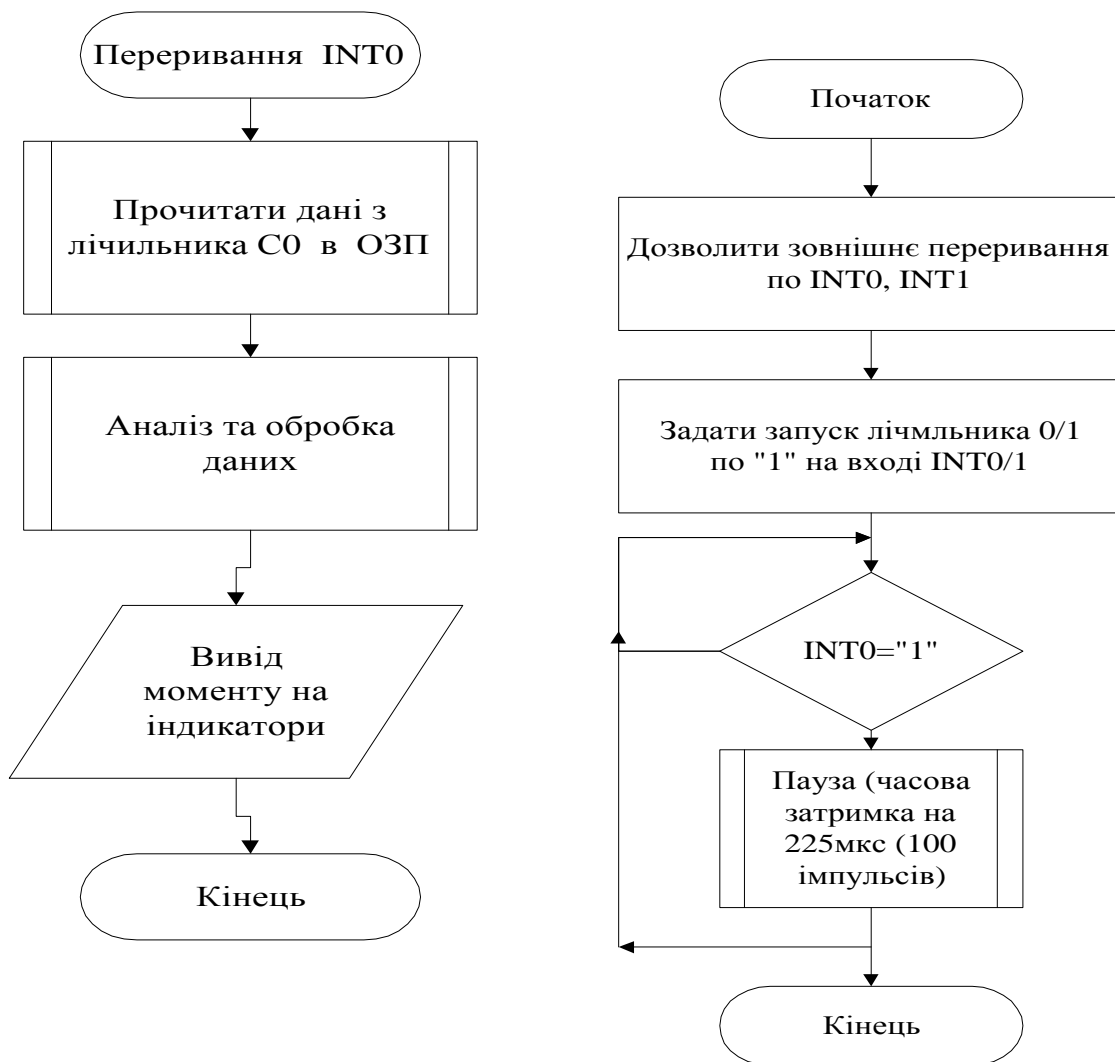 Переривання INT0
Прочитати дані з
лічильника С0 в ОЗП
Аналіз та обробка
даних
Вивід
моменту на
індикатори
Кінець
Початок
Дозволити зовнішнє переривання
по INT0, INT1
Задати запуск лічмльника 0/1
по "1" на вході INT0/1
INT0="1"
Пауза (часова
затримка на
225мкс (100
імпульсів)
Кінець